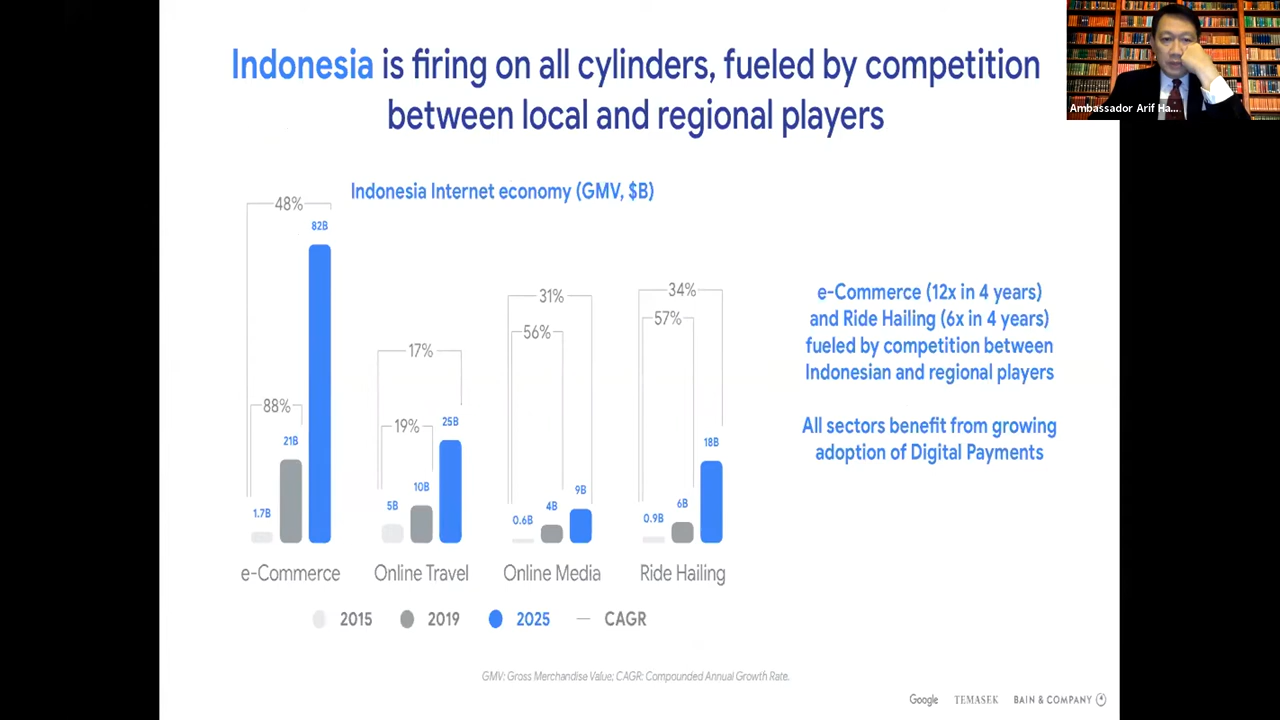 Indonesia is firing on all cylinders, fueled by competition
between local and regional players
Ambassador Arif Ha...
Indonesia Internet economy (GMV, $B)
48%
82B
88%
21B
1.7B
e-Commerce
17%
25B
19%
10B
5B
Online Travel
31%
56%
9B
4B
0.6B
Online Media
34%
57%
18B
6B
0.9B
Ride Hailing
e-Commerce (12x in 4 years)
and Ride Hailing (6x in 4 years)
fueled by competition between
Indonesian and regional players
All sectors benefit from growing
adoption of Digital Payments
2015 2019 2025 CAGR
GMV: Gross Merchandise Value; CAGR: Compounded Annual Growth Rate.
Google TEMASEK BAIN & COMPANY